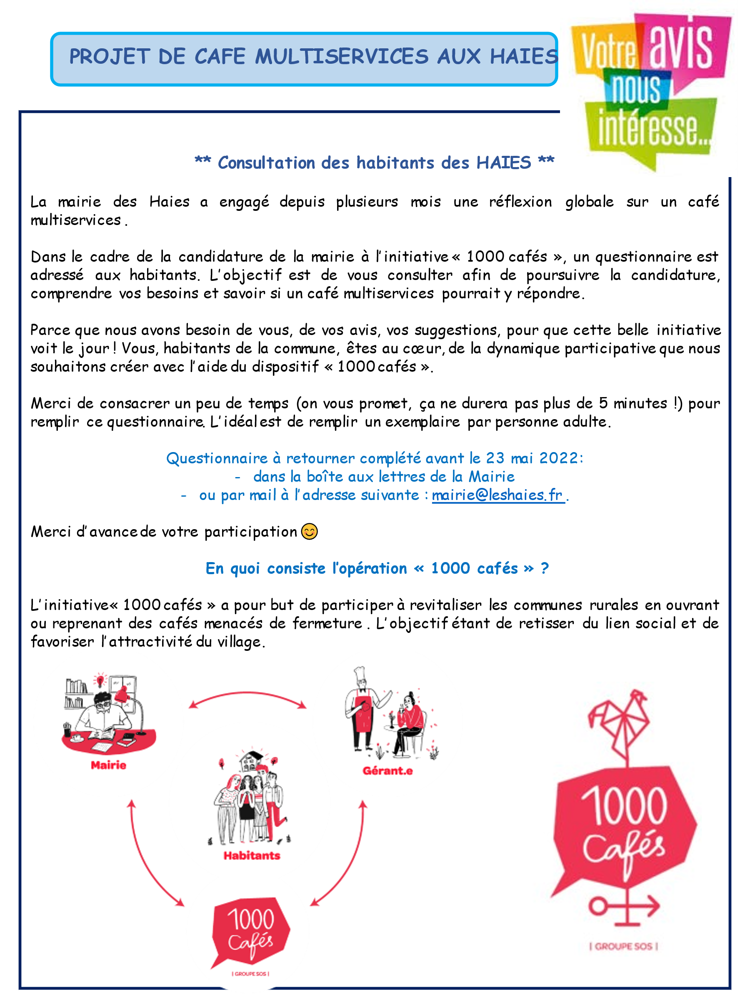 PROJET DE CAFE MULTISERVICES AUX HAIES
Votre avis
nous
intéresse...
** Consultation des habitants des HAIES **
La mairie des Haies a engagé depuis plusieurs mois une réflexion globale sur un café
multiservices.
Dans le cadre de la candidature de la mairie à l'initiative « 1000 cafés », un questionnaire est
adressé aux habitants. L'objectif est de vous consulter afin de poursuivre la candidature,
comprendre vos besoins et savoir si un café multiservices pourrait y répondre.
Parce que nous avons besoin de vous, de vos avis, vos suggestions, pour que cette belle initiative
voit le jour ! Vous, habitants de la commune, êtes au cœur, de la dynamique participative que nous
souhaitons créer avec l'aide du dispositif « 1000 cafés ».
Merci de consacrer un peu de temps (on vous promet, ça ne durera pas plus de 5 minutes !) pour
remplir ce questionnaire. L'idéal est de remplir un exemplaire par personne adulte.
Questionnaire à retourner complété avant le 23 mai 2022:
- dans la boîte aux lettres de la Mairie
- ou par mail à l'adresse suivante : mairie@leshaies.fr .
Merci d'avance de votre participation 😊
En quoi consiste l'opération « 1000 cafés » ?
L'initiative « 1000 cafés » a pour but de participer à revitaliser les communes rurales en ouvrant
ou reprenant des cafés menacés de fermeture . L'objectif étant de retisser du lien social et de
favoriser l'attractivité du village.
Mairie
Gérant.e
Habitants
1000
Cafés
| GROUPE SOS |
1000
Cafés
| GROUPE SOS |